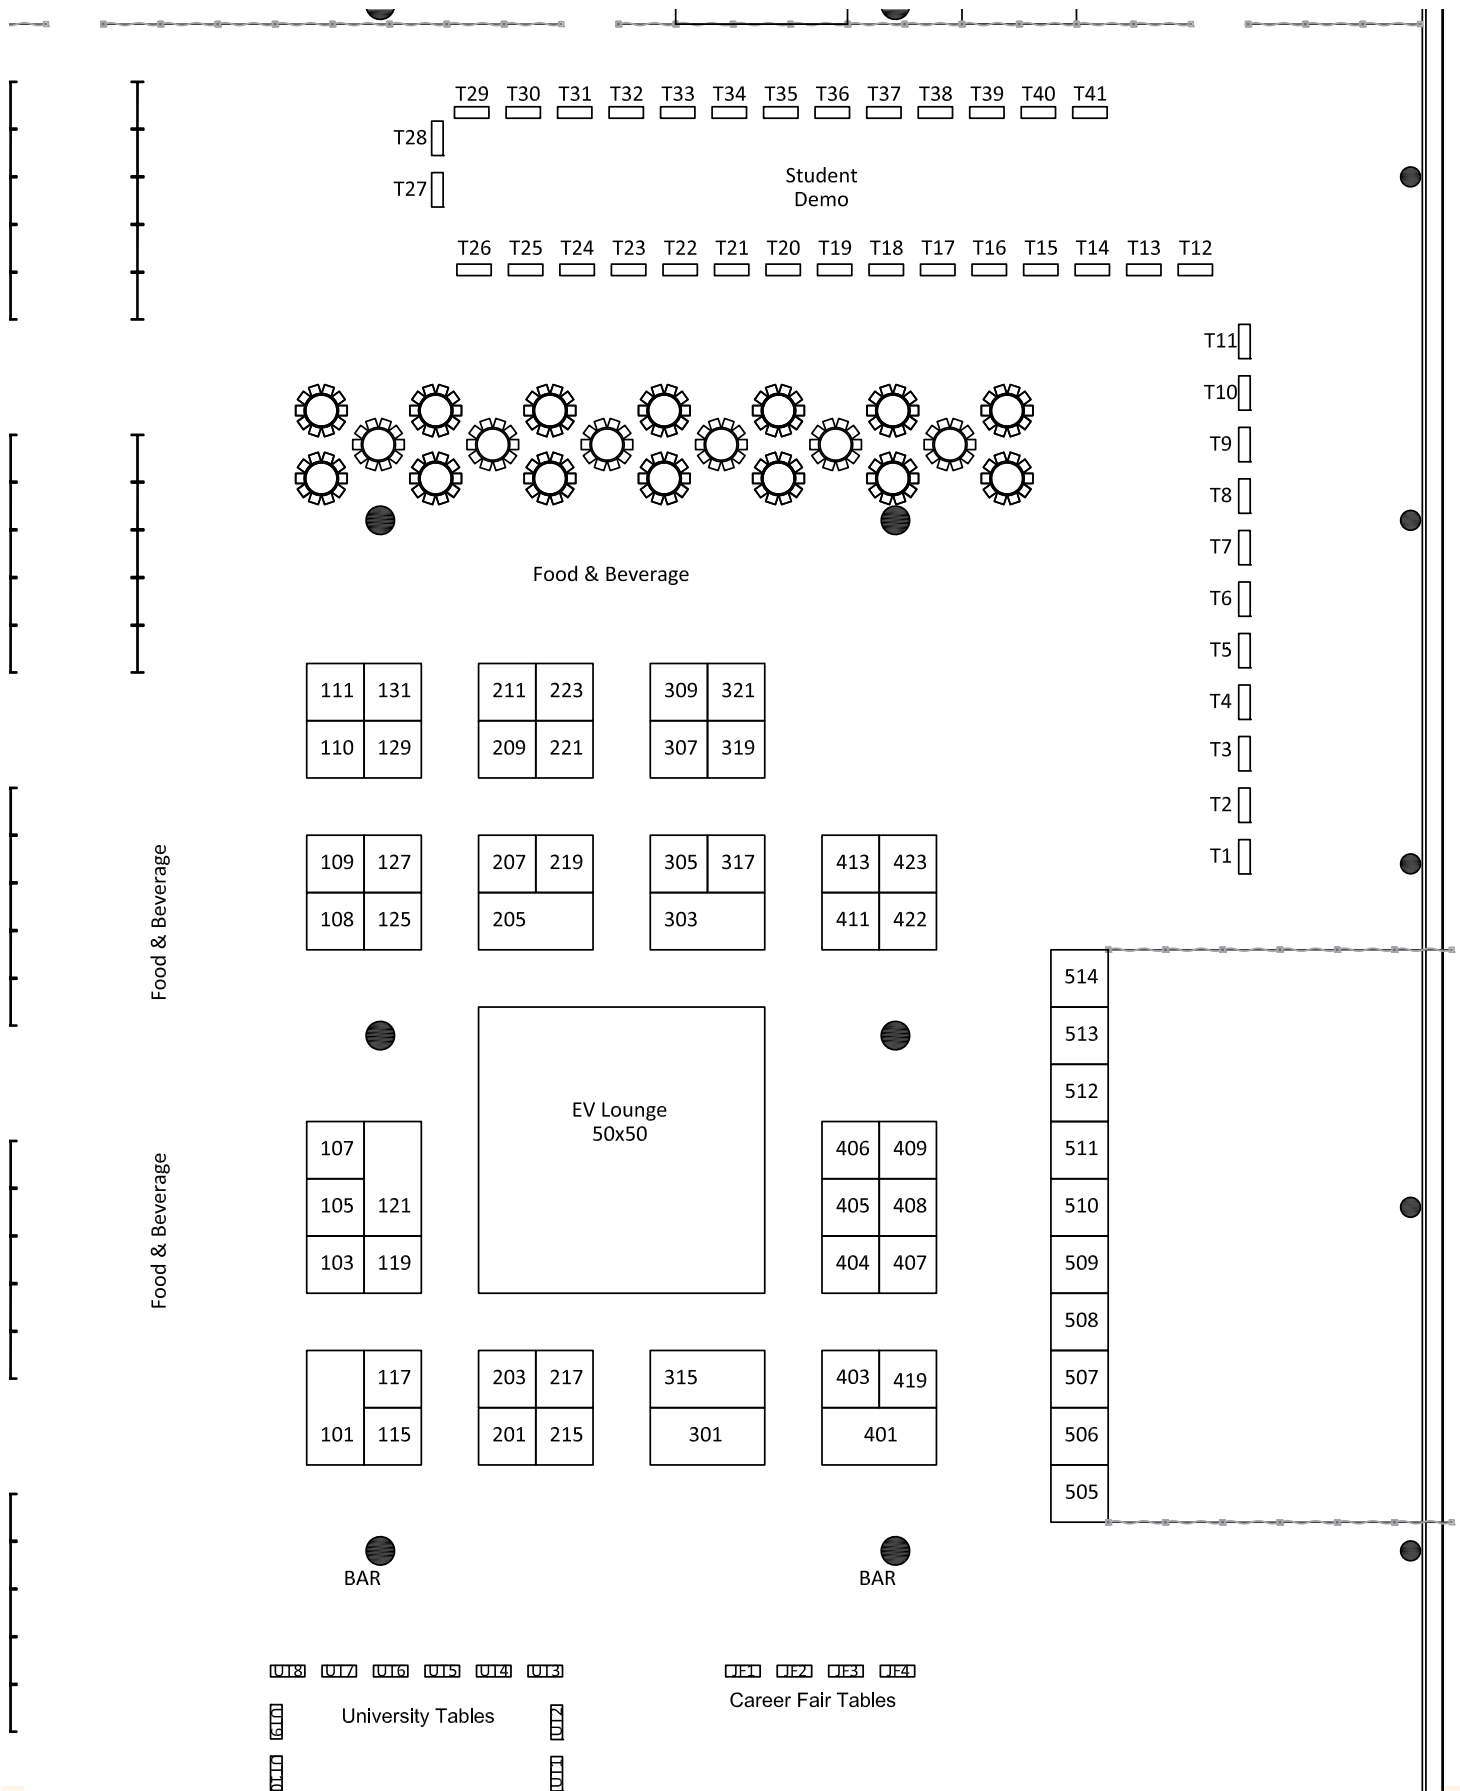 T29 T30 T31 T32 T33 T34 T35 T36 T37 T38 T39 T40 T41
T28
Student
Demo
T27
T26 T25 T24 T23 T22 T21 T20 T19 T18 T17 T16 T15 T14 T13 T12
T11
T10
T9
T8
T7
Food & Beverage
T6
T5
111 131 211 223 309 321
T4
110 129 209 221 307 319
T3
T2
109 127 207 219 305 317 413 423
T1
108 125 205 303 411 422
Food & Beverage
514
513
512
EV Lounge
50x50
107 406 409 511
105 121 405 408 510
Food & Beverage
103 119 404 407 509
508
117 203 217 315 403 419 507
101 115 201 215 301 401 506
505
BAR BAR
UT8 UT7 UT6 UT5 UT4 UT3 JF1 JF2 JF3 JF4
Career Fair Tables
UT9 University Tables UT2
UT10 UT1